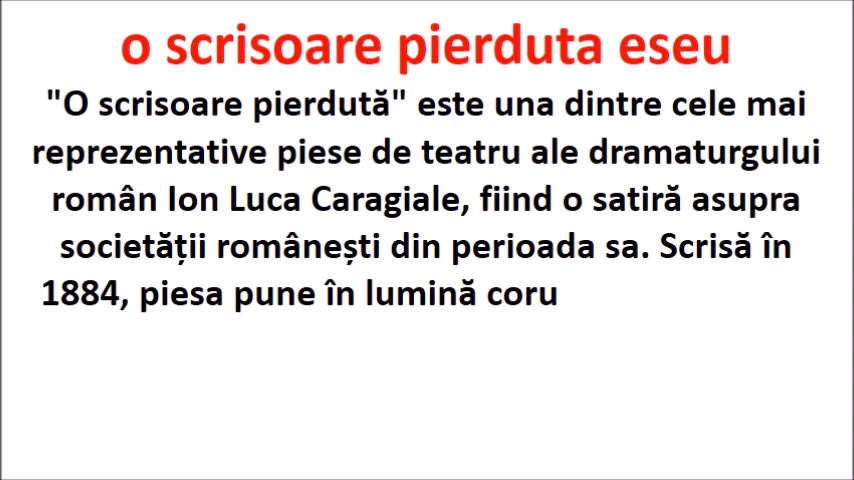 o scrisoare pierduta eseu
"O scrisoare pierdută" este una dintre cele mai
reprezentative piese de teatru ale dramaturgului
român Ion Luca Caragiale, fiind o satiră asupra
societății românești din perioada sa. Scrisă în
1884, piesa pune în lumină coru